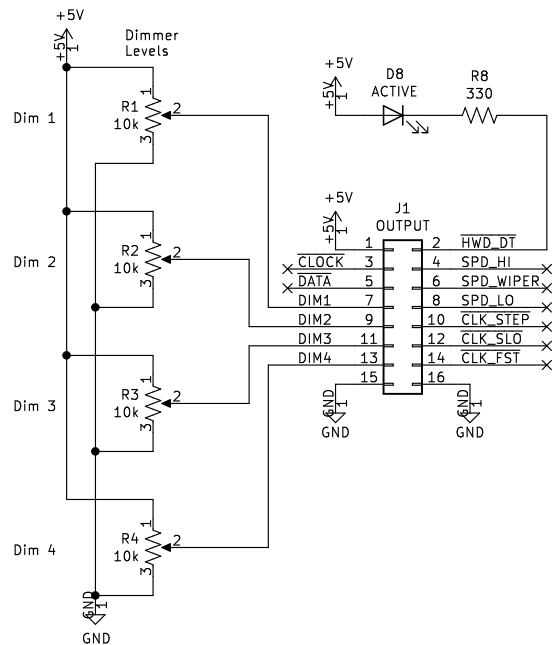 +5V
+5V
1
Dimmer
Levels
Dim 1
R1
10k
1
2
3
Dim 2
R2
10k
1
2
3
Dim 3
R3
10k
1
2
3
Dim 4
R4
10k
1
2
3
GND
1
GND
+5V
+5V
1
D8
ACTIVE
R8
330
+5V
+5V
1
J1
OUTPUT
1 2 HWD_DT
CLOCK 3 4 SPD_HI
DATA 5 6 SPD_WIPER
DIM1 7 8 SPD_LO
DIM2 9 10 CLK_STEP
DIM3 11 12 CLK_SLO
DIM4 13 14 CLK_FST
15 16
GND
1
GND
GND
1
GND